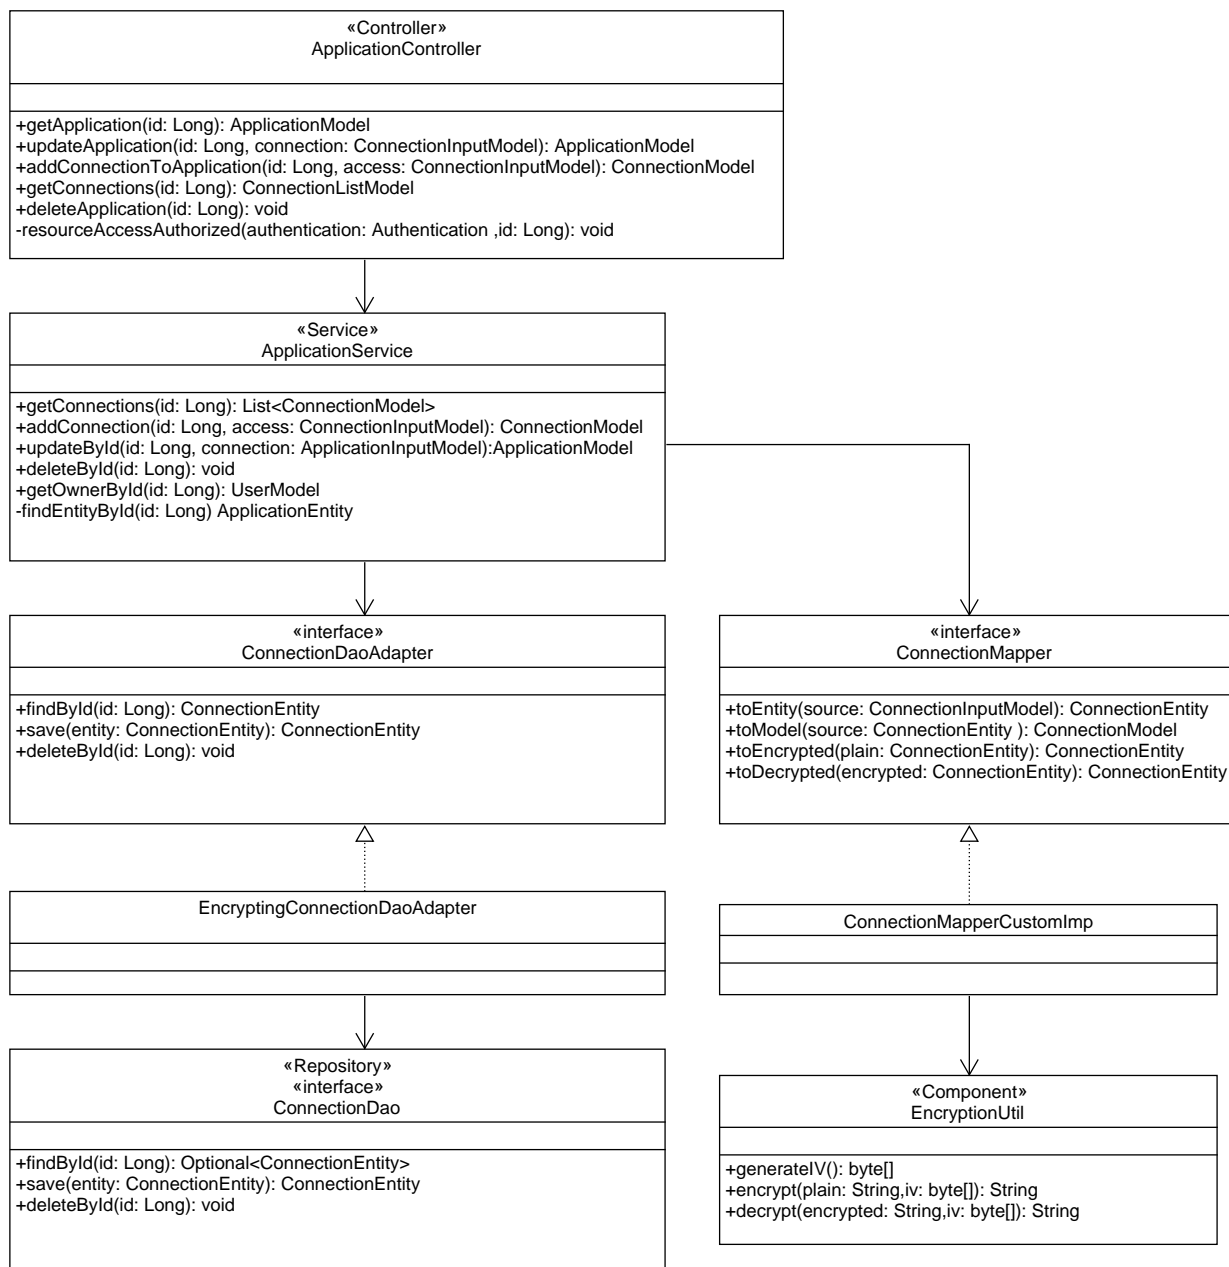 «Controller»
ApplicationController
+getApplication(id: Long): ApplicationModel
+updateApplication(id: Long, connection: ConnectionInputModel): ApplicationModel
+addConnectionToApplication(id: Long, access: ConnectionInputModel): ConnectionModel
+getConnections(id: Long): ConnectionListModel
+deleteApplication(id: Long): void
-resourceAccessAuthorized(authentication: Authentication ,id: Long): void
«Service»
ApplicationService
+getConnections(id: Long): List<ConnectionModel>
+addConnection(id: Long, access: ConnectionInputModel): ConnectionModel
+updateById(id: Long, connection: ApplicationInputModel):ApplicationModel
+deleteById(id: Long): void
+getOwnerById(id: Long): UserModel
-findEntityById(id: Long) ApplicationEntity
«interface»
ConnectionDaoAdapter
+findById(id: Long): ConnectionEntity
+save(entity: ConnectionEntity): ConnectionEntity
+deleteById(id: Long): void
«interface»
ConnectionMapper
+toEntity(source: ConnectionInputModel): ConnectionEntity
+toModel(source: ConnectionEntity ): ConnectionModel
+toEncrypted(plain: ConnectionEntity): ConnectionEntity
+toDecrypted(encrypted: ConnectionEntity): ConnectionEntity
EncryptingConnectionDaoAdapter
ConnectionMapperCustomImp
«Repository»
«interface»
ConnectionDao
+findById(id: Long): Optional<ConnectionEntity>
+save(entity: ConnectionEntity): ConnectionEntity
+deleteById(id: Long): void
«Component»
EncryptionUtil
+generateIV(): byte[]
+encrypt(plain: String,iv: byte[]): String
+decrypt(encrypted: String,iv: byte[]): String